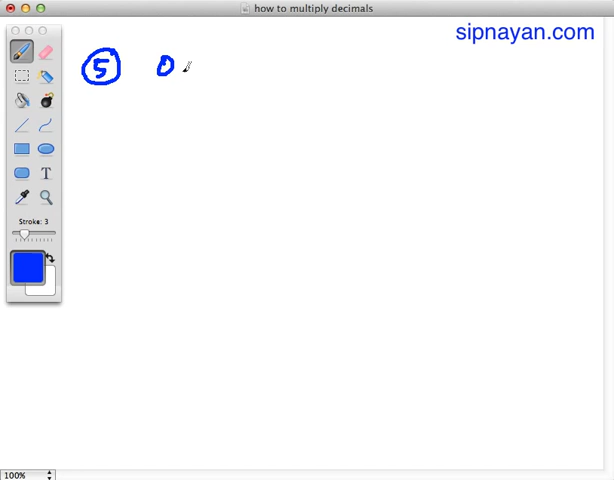 how to multiply decimals
sipnayan.com
5 0
T
Stroke: 3
100%